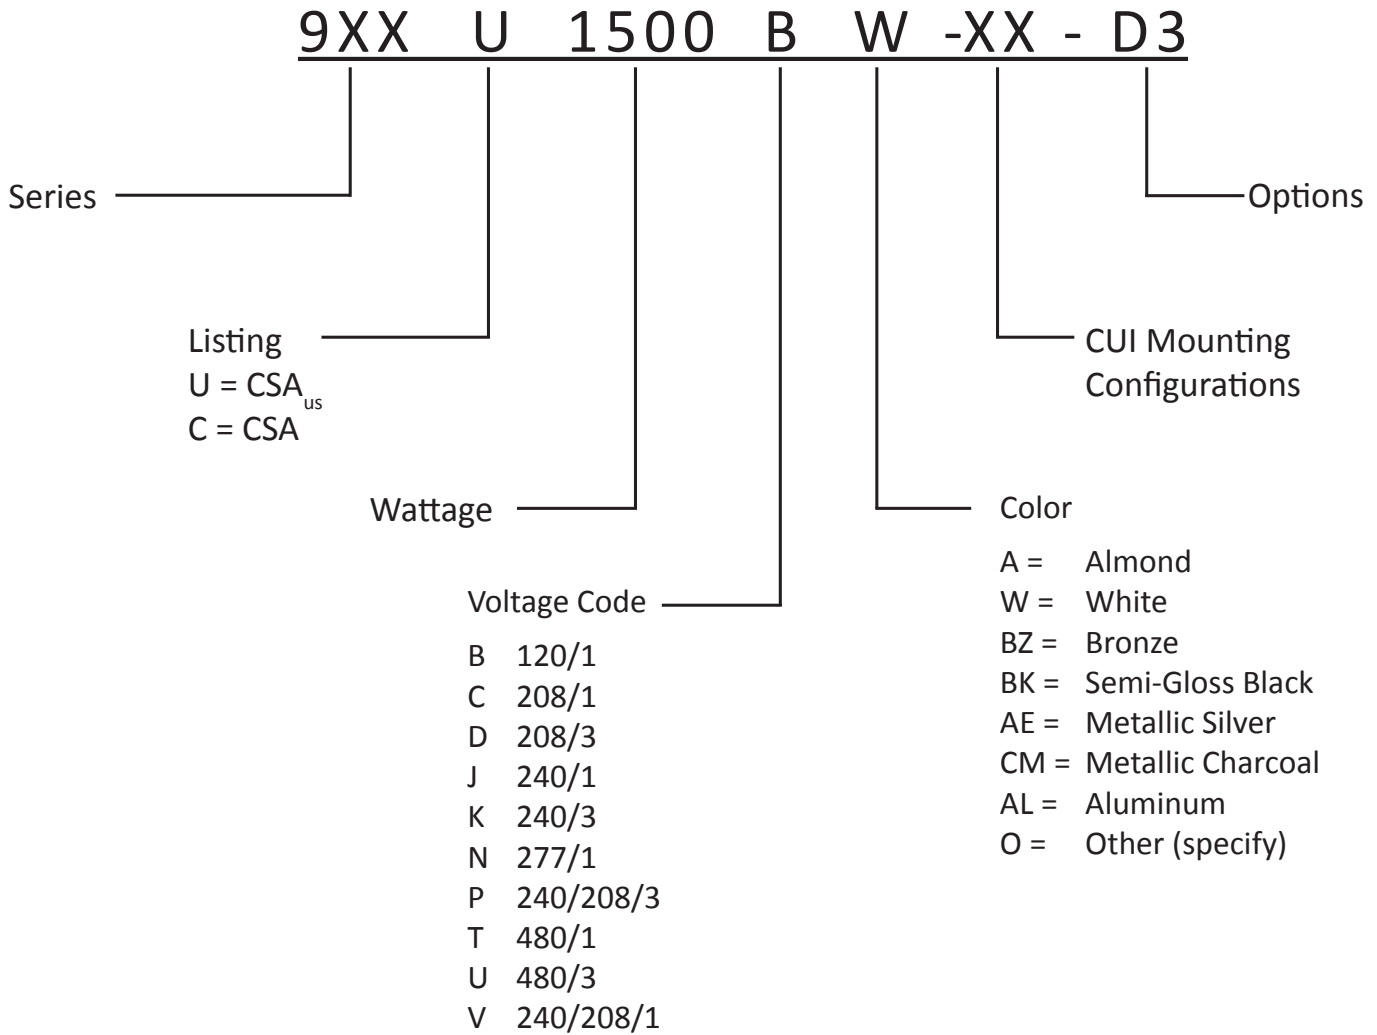 9XX U 1500 B W -XX - D3
Series
Options
Listing
U = CSA us
C = CSA
CUI Mounting
Configurations
Wattage
Color
A = Almond
W = White
BZ = Bronze
BK = Semi-Gloss Black
AE = Metallic Silver
CM = Metallic Charcoal
AL = Aluminum
O = Other (specify)
Voltage Code
B 120/1
C 208/1
D 208/3
J 240/1
K 240/3
N 277/1
P 240/208/3
T 480/1
U 480/3
V 240/208/1